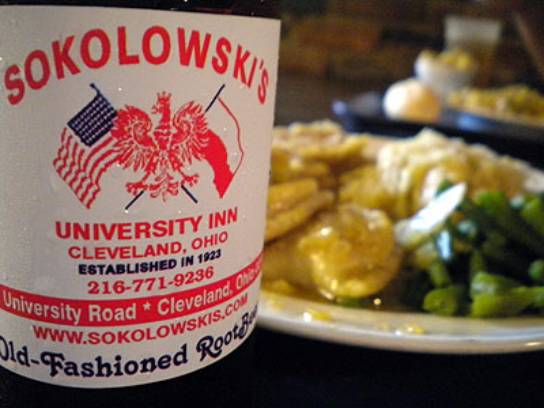 SOKOLOWSKI'S
UNIVERSITY INN
CLEVELAND, OHIO
ESTABLISHED IN 1923
216-771-9236
University Road * Cleveland, Ohio
WWW.SOKOLOWSKIS.COM
Old-Fashioned Root